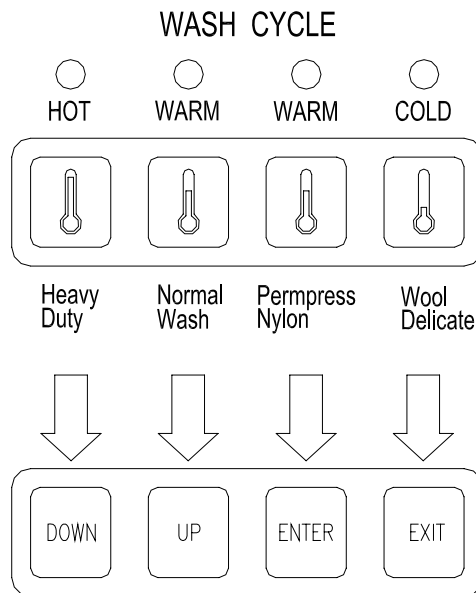 WASH CYCLE
HOT WARM WARM COLD
Heavy Duty
Normal Wash
Permpress Nylon
Wool Delicate
DOWN UP ENTER EXIT